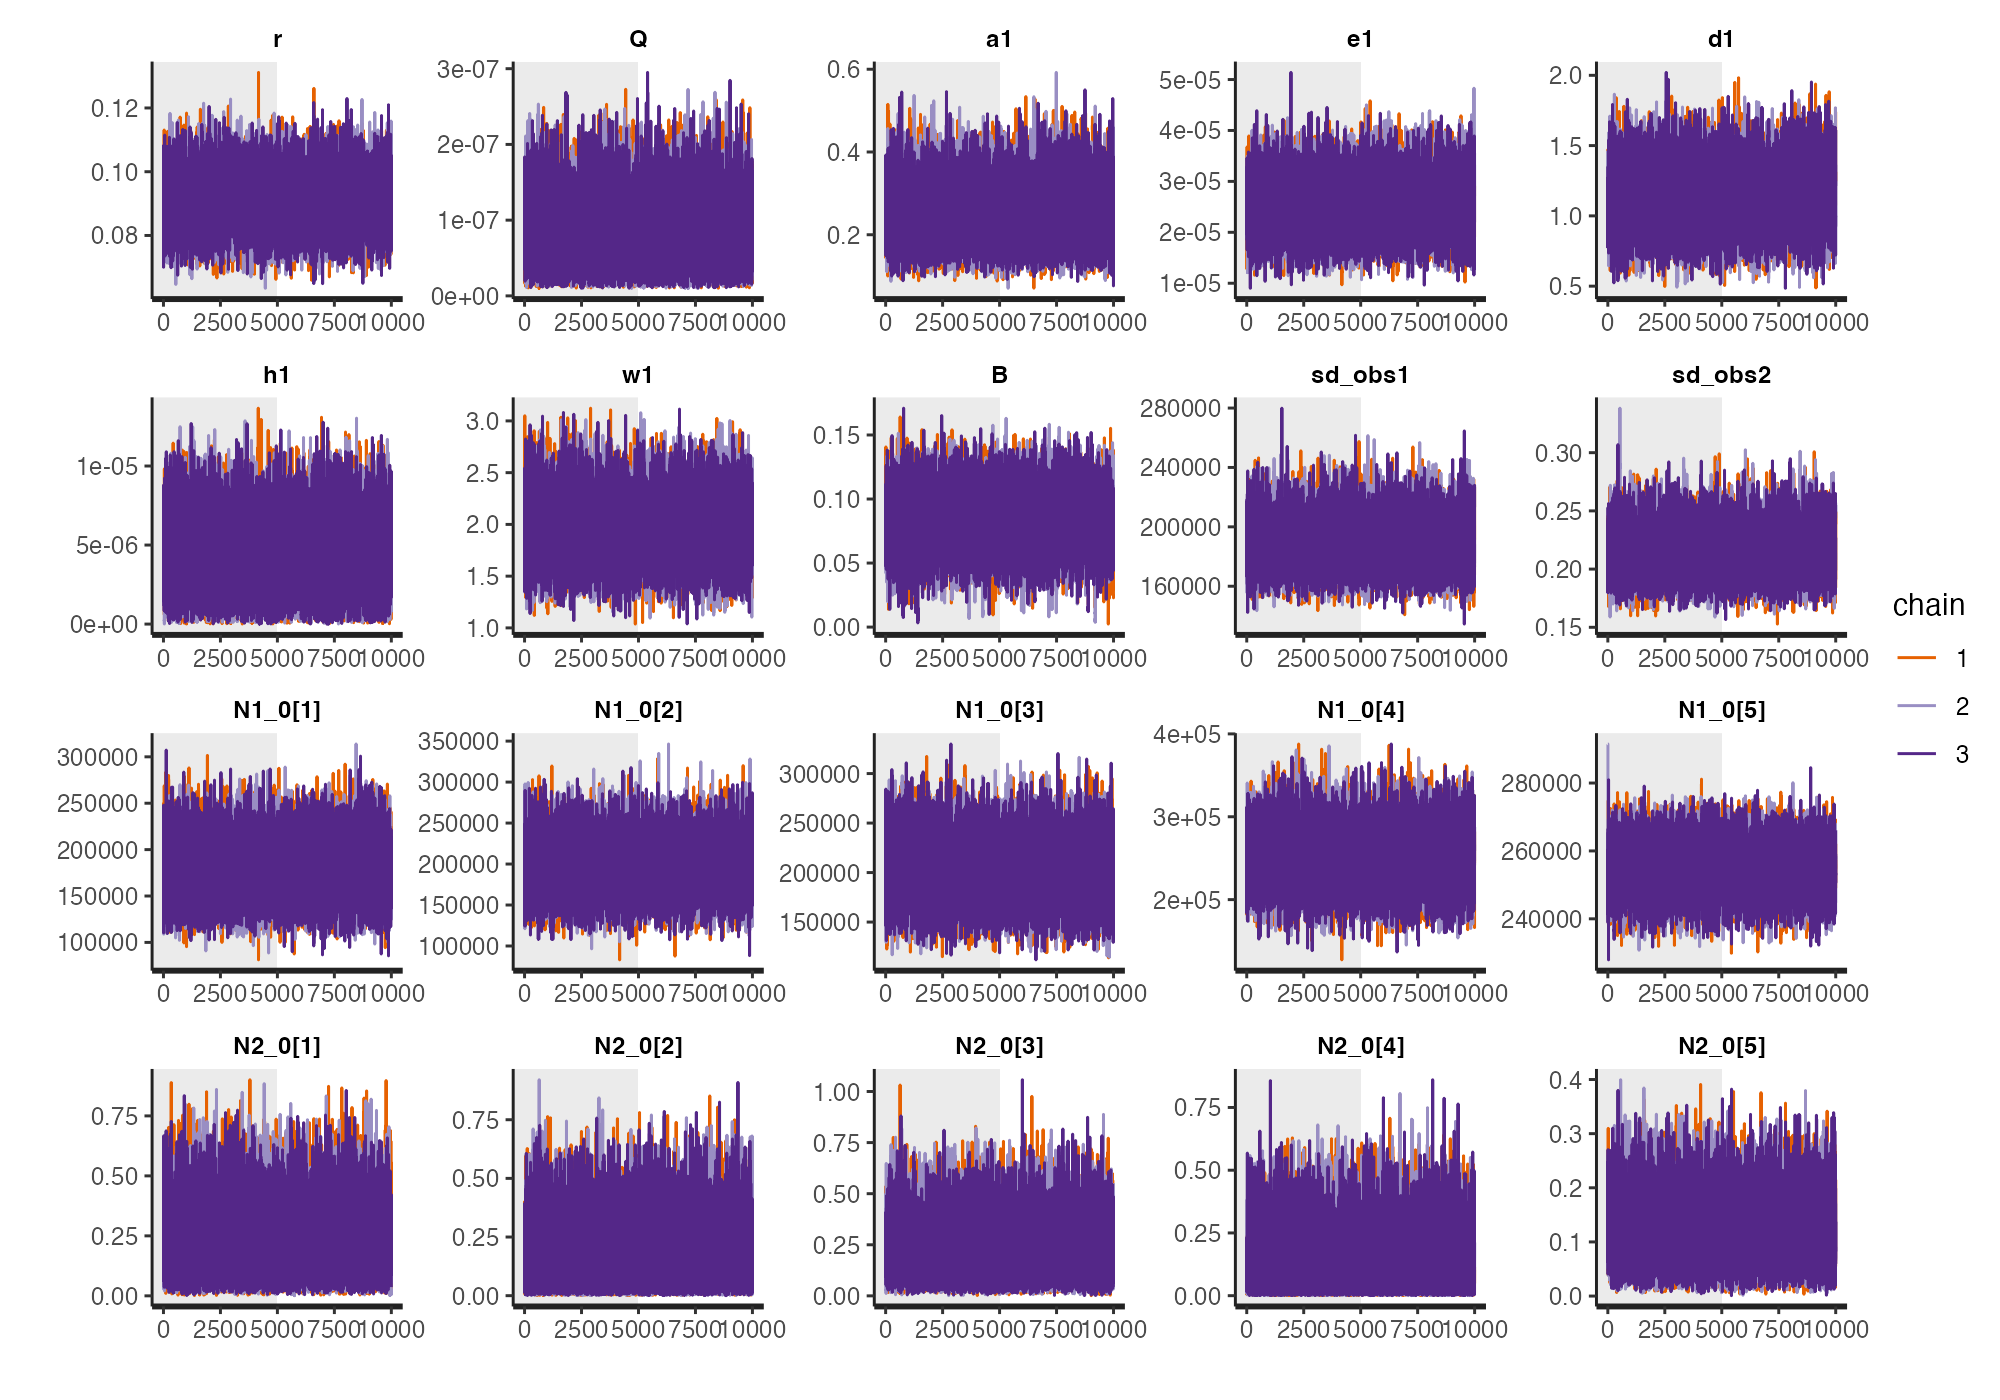 r Q a1 e1 d1
0.12 0.10 0.08
3e-07 2e-07 1e-07 0e+00
0.6 0.4 0.2
5e-05 4e-05 3e-05 2e-05 1e-05
2.0 1.5 1.0 0.5
0 2500 5000 7500 10000 0 2500 5000 7500 10000 0 2500 5000 7500 10000 0 2500 5000 7500 10000 0 2500 5000 7500 10000
h1 w1 B sd_obs1 sd_obs2
1e-05 5e-06 0e+00
3.0 2.5 2.0 1.5 1.0
0.15 0.10 0.05 0.00
280000 240000 200000 160000
0.30 0.25 0.20 0.15
0 2500 5000 7500 10000 0 2500 5000 7500 10000 0 2500 5000 7500 10000 0 2500 5000 7500 10000 0 2500 5000 7500 10000
N1_0[1] N1_0[2] N1_0[3] N1_0[4] N1_0[5]
300000 250000 200000 150000 100000
350000 300000 250000 200000 150000 100000
300000 250000 200000 150000
4e+05 3e+05 2e+05
280000 260000 240000
0 2500 5000 7500 10000 0 2500 5000 7500 10000 0 2500 5000 7500 10000 0 2500 5000 7500 10000 0 2500 5000 7500 10000
N2_0[1] N2_0[2] N2_0[3] N2_0[4] N2_0[5]
0.75 0.50 0.25 0.00
0.75 0.50 0.25 0.00
1.00 0.75 0.50 0.25 0.00
0.75 0.50 0.25 0.00
0.4 0.3 0.2 0.1 0.0
0 2500 5000 7500 10000 0 2500 5000 7500 10000 0 2500 5000 7500 10000 0 2500 5000 7500 10000 0 2500 5000 7500 10000
chain
1
2
3